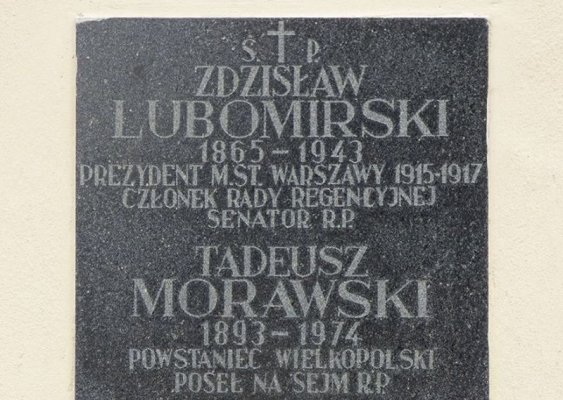 Ś. † P.
ZDZISŁAW
LUBOMIRSKI
1865-1943
PREZYDENT M.ST. WARSZAWY 1915-1917
CZŁONEK RADY REGENCYJNEJ
SENATOR R.P.
TADEUSZ
MORAWSKI
1893-1974
POWSTANIEC WIELKOPOLSKI
POSEŁ NA SEJM R.P.